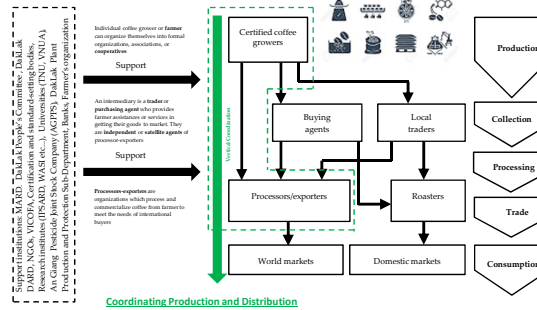 Support institutions: MARD. DakLak People's Committee, DakLak
DARD, NGOs, VICOFA, Certification and standard-setting bodies,
Research institutes (IPSARD, WASI etc...). Universities (TNU, VNUA),
An Giang Pesticide Joint Stock Company (AGPPS). DakLak Plant
Production and Protection Sub-Department, Banks, Farmer's organization
Individual coffee grower or farmer
can organize themselves into formal
organizations, associations, or
cooperatives
Support
An intermediary is a trader or
purchasing agent who provides
farmer assistances or services in
getting their goods to market. They
are independent or satellite agents of
processor-exporters
Support
Processors-exporters are
organizations which process and
commercialize coffee from farmer to
meet the needs of international
buyers
Vertical Coordination
Certified coffee
growers
Buying
agents
Local
traders
Processors/exporters
Roasters
World markets
Domestic markets
Production
Collection
Processing
Trade
Consumption
Coordinating Production and Distribution